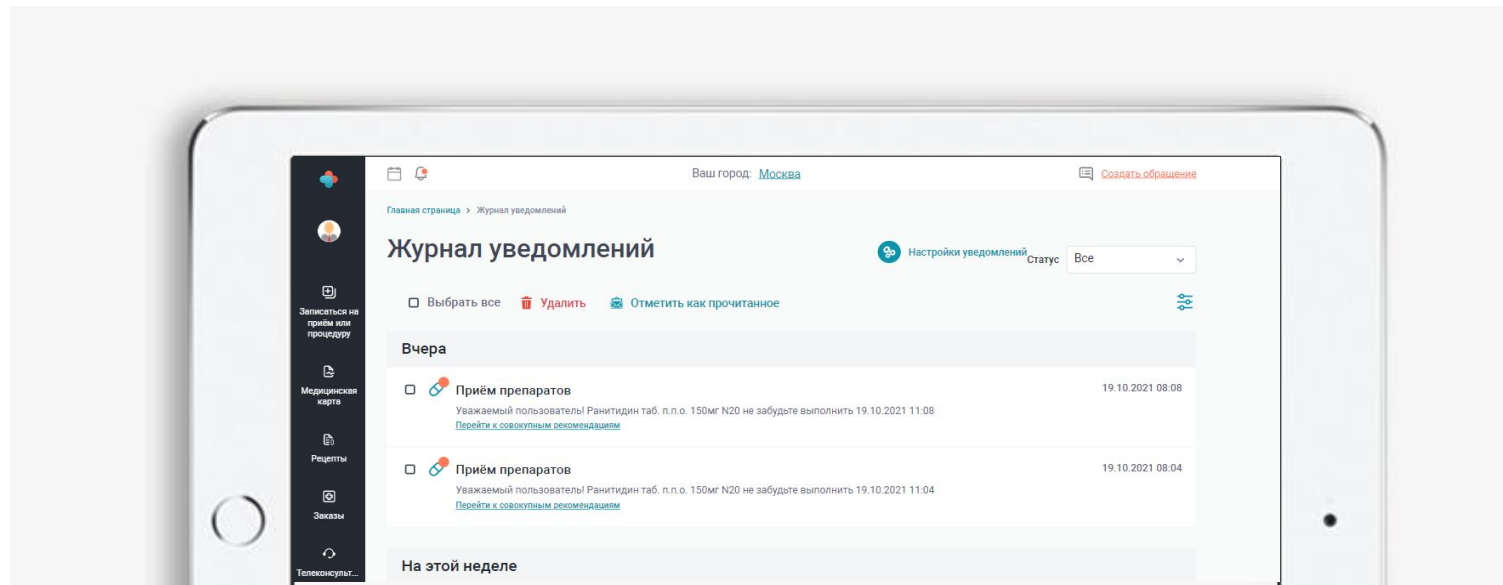 Ваш город: Москва
Создать обращение
Главная страница > Журнал уведомлений
Журнал уведомлений
Настройки уведомлений
Статус
Все
Выбрать все
Удалить
Отметить как прочитанное
Вчера
Приём препаратов
19.10.2021 08:08
Уважаемый пользователь! Ранитидин таб. п.п.о. 150мг N20 не забудьте выполнить 19.10.2021 11:08
Перейти к совокупным рекомендациям
Приём препаратов
19.10.2021 08:04
Уважаемый пользователь! Ранитидин таб. п.п.о. 150мг N20 не забудьте выполнить 19.10.2021 11:04
Перейти к совокупным рекомендациям
На этой неделе
Записаться на
приём или
процедуру
Медицинская
карта
Рецепты
Заказы
Телеконсульт...